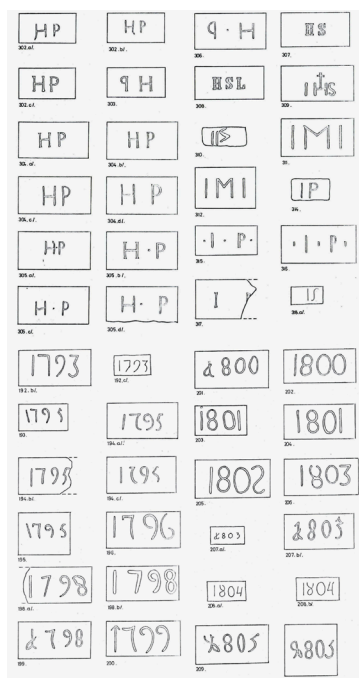 HP HP q·H HS
302.a/. 302.b/. 306. 307.
HP q H HSL IHS
302.c/. 303. 308. 309.
HP HP IIS IMI
304.a/. 304.b/. 310. 311.
HP HP IMI IP
304.c/. 304.d/. 312. 314.
HP H·P ·I·P· ·I·P·
305.a/. 305.b/. 315. 316.
H·P H·P I IS
305.c/. 305.d/. 317. 318.a/.
1793 1793 1800 1800
192.b/. 192.c/. 201. 202.
1795 1795 1801 1801
193. 194.a/. 203. 204.
1795 1795 1802 1803
194.b/. 194.c/. 205. 206.
1795 1796 1803 1803
195. 196. 207.a/. 207.b/.
1798 1798 1804 1804
198.a/. 198.b/. 208.a/. 208.b/.
1798 1799 1805 1805
199. 200. 209.